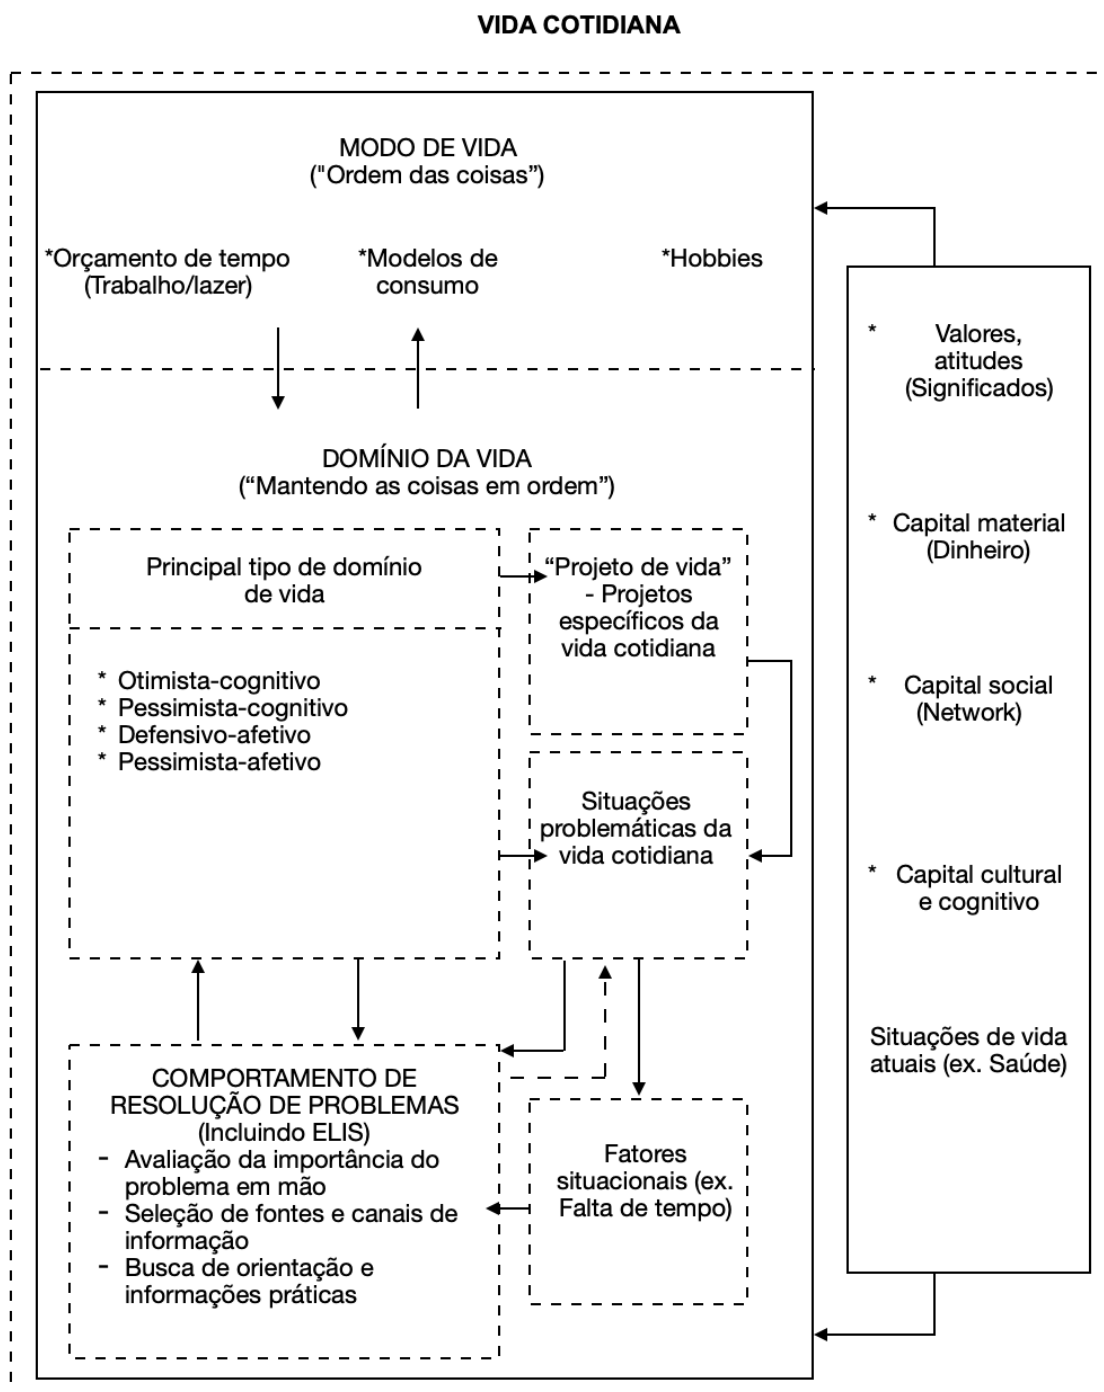 VIDA COTIDIANA
MODO DE VIDA
("Ordem das coisas”)
*Orçamento de tempo
(Trabalho/lazer)
*Modelos de
consumo
*Hobbies
DOMÍNIO DA VIDA
(“Mantendo as coisas em ordem”)
Principal tipo de domínio
de vida
* Otimista-cognitivo
* Pessimista-cognitivo
* Defensivo-afetivo
* Pessimista-afetivo
“Projeto de vida”
- Projetos
específicos da
vida cotidiana
Situações
problemáticas da
vida cotidiana
COMPORTAMENTO DE
RESOLUÇÃO DE PROBLEMAS
(Incluindo ELIS)
- Avaliação da importância do
problema em mão
- Seleção de fontes e canais de
informação
- Busca de orientação e
informações práticas
Fatores
situacionais (ex.
Falta de tempo)
* Valores,
atitudes
(Significados)
* Capital material
(Dinheiro)
* Capital social
(Network)
* Capital cultural
e cognitivo
Situações de vida
atuais (ex. Saúde)